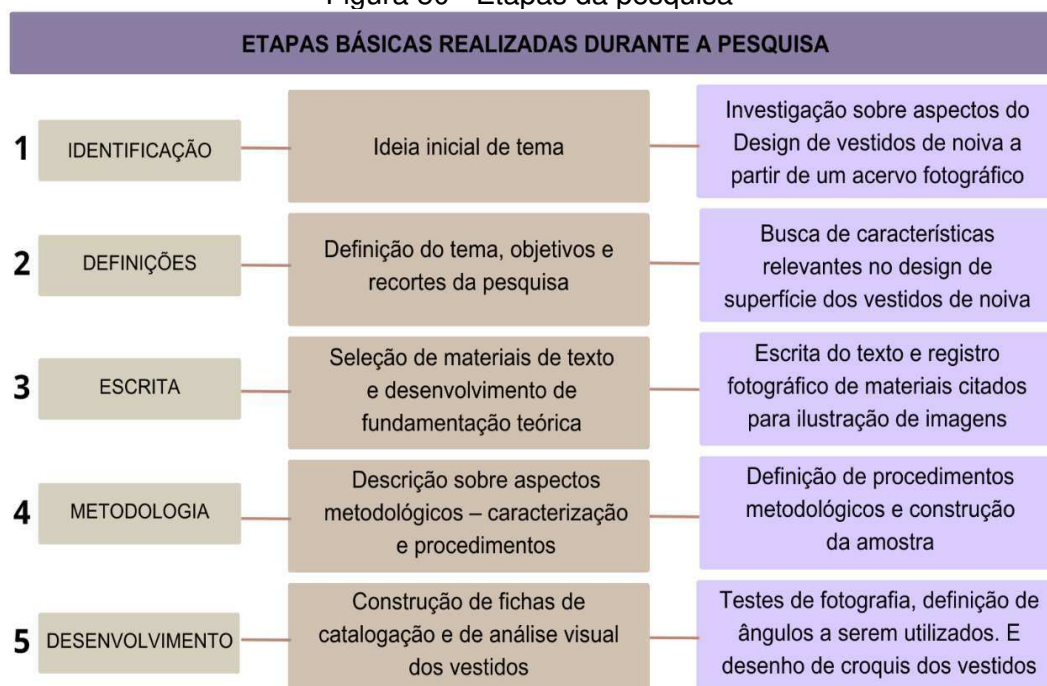 Figura 30 - Etapas da pesquisa
ETAPAS BÁSICAS REALIZADAS DURANTE A PESQUISA
1
IDENTIFICAÇÃO
Ideia inicial de tema
Investigação sobre aspectos do
Design de vestidos de noiva a
partir de um acervo fotográfico
2
DEFINIÇÕES
Definição do tema, objetivos e
recortes da pesquisa
Busca de características
relevantes no design de
superfície dos vestidos de noiva
3
ESCRITA
Seleção de materiais de texto
e desenvolvimento de
fundamentação teórica
Escrita do texto e registro
fotográfico de materiais citados
para ilustração de imagens
4
METODOLOGIA
Descrição sobre aspectos
metodológicos – caracterização
e procedimentos
Definição de procedimentos
metodológicos e construção
da amostra
5
DESENVOLVIMENTO
Construção de fichas de
catalogação e de análise visual
dos vestidos
Testes de fotografia, definição de
ângulos a serem utilizados. E
desenho de croquis dos vestidos